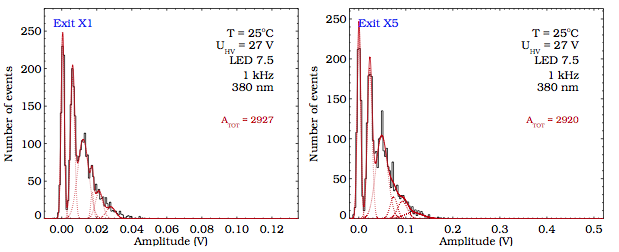 Exit X1
T = 25°C
U_HV = 27 V
LED 7.5
1 kHz
380 nm
A_TOT = 2927
Number of events
250
200
150
100
50
0
0.00 0.02 0.04 0.06 0.08 0.10 0.12
Amplitude (V)
Exit X5
T = 25°C
U_HV = 27 V
LED 7.5
1 kHz
380 nm
A_TOT = 2920
Number of events
250
200
150
100
50
0
0.0 0.1 0.2 0.3 0.4 0.5
Amplitude (V)